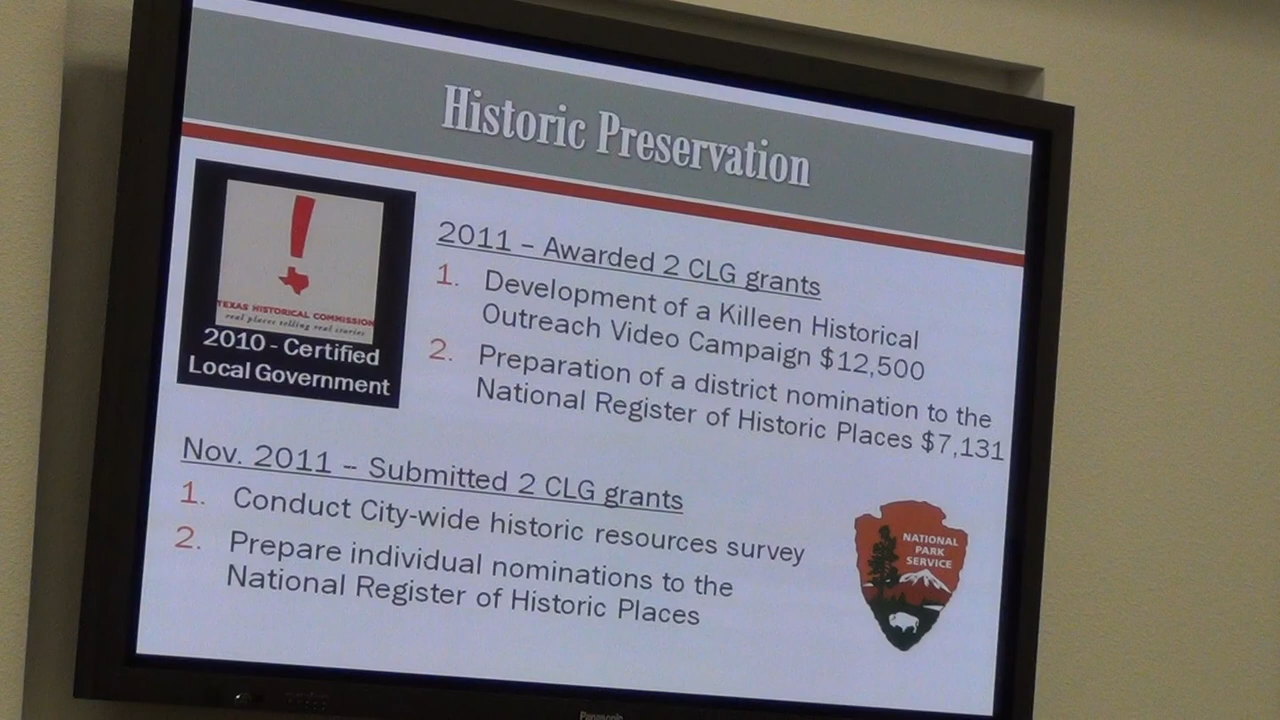 Historic Preservation
TEXAS HISTORICAL COMMISSION
real places telling real stories
2010 - Certified
Local Government
2011 – Awarded 2 CLG grants
1. Development of a Killeen Historical
Outreach Video Campaign $12,500
2. Preparation of a district nomination to the
National Register of Historic Places $7,131
Nov. 2011 – Submitted 2 CLG grants
1. Conduct City-wide historic resources survey
2. Prepare individual nominations to the
National Register of Historic Places
NATIONAL
PARK
SERVICE
Panasonic